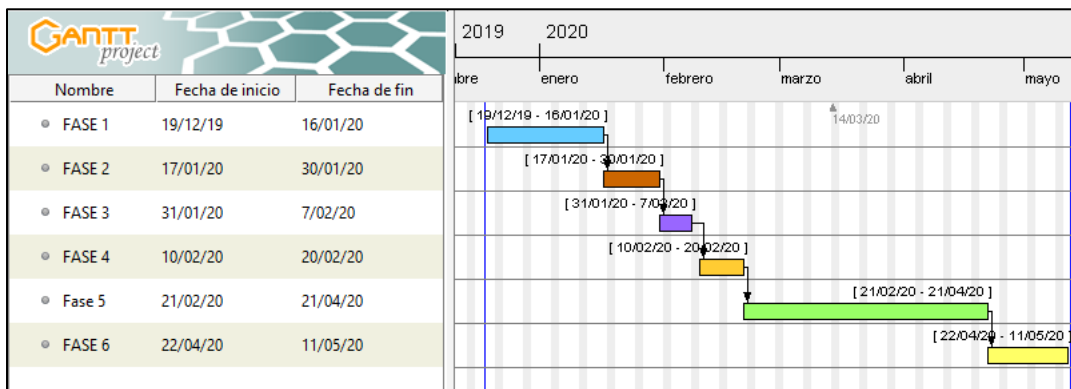 GANTT
project
2019 2020
bre enero febrero marzo abril mayo
Nombre Fecha de inicio Fecha de fin
14/03/20
FASE 1 19/12/19 16/01/20 [ 19/12/19 - 16/01/20 ]
FASE 2 17/01/20 30/01/20 [ 17/01/20 - 30/01/20 ]
FASE 3 31/01/20 7/02/20 [ 31/01/20 - 7/02/20 ]
FASE 4 10/02/20 20/02/20 [ 10/02/20 - 20/02/20 ]
Fase 5 21/02/20 21/04/20 [ 21/02/20 - 21/04/20 ]
FASE 6 22/04/20 11/05/20 [ 22/04/20 - 11/05/20 ]